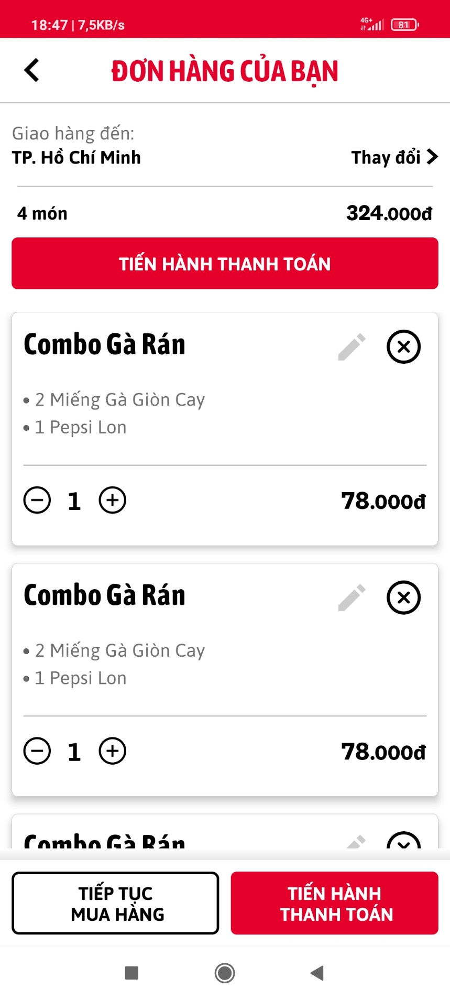 18:47 | 7,5KB/s
4G+
81
ĐƠN HÀNG CỦA BẠN
Giao hàng đến:
TP. Hồ Chí Minh
Thay đổi
4 món
324.000đ
TIẾN HÀNH THANH TOÁN
Combo Gà Rán
• 2 Miếng Gà Giòn Cay
• 1 Pepsi Lon
1
78.000đ
Combo Gà Rán
• 2 Miếng Gà Giòn Cay
• 1 Pepsi Lon
1
78.000đ
Combo Gà Rán
TIẾP TỤC
MUA HÀNG
TIẾN HÀNH
THANH TOÁN